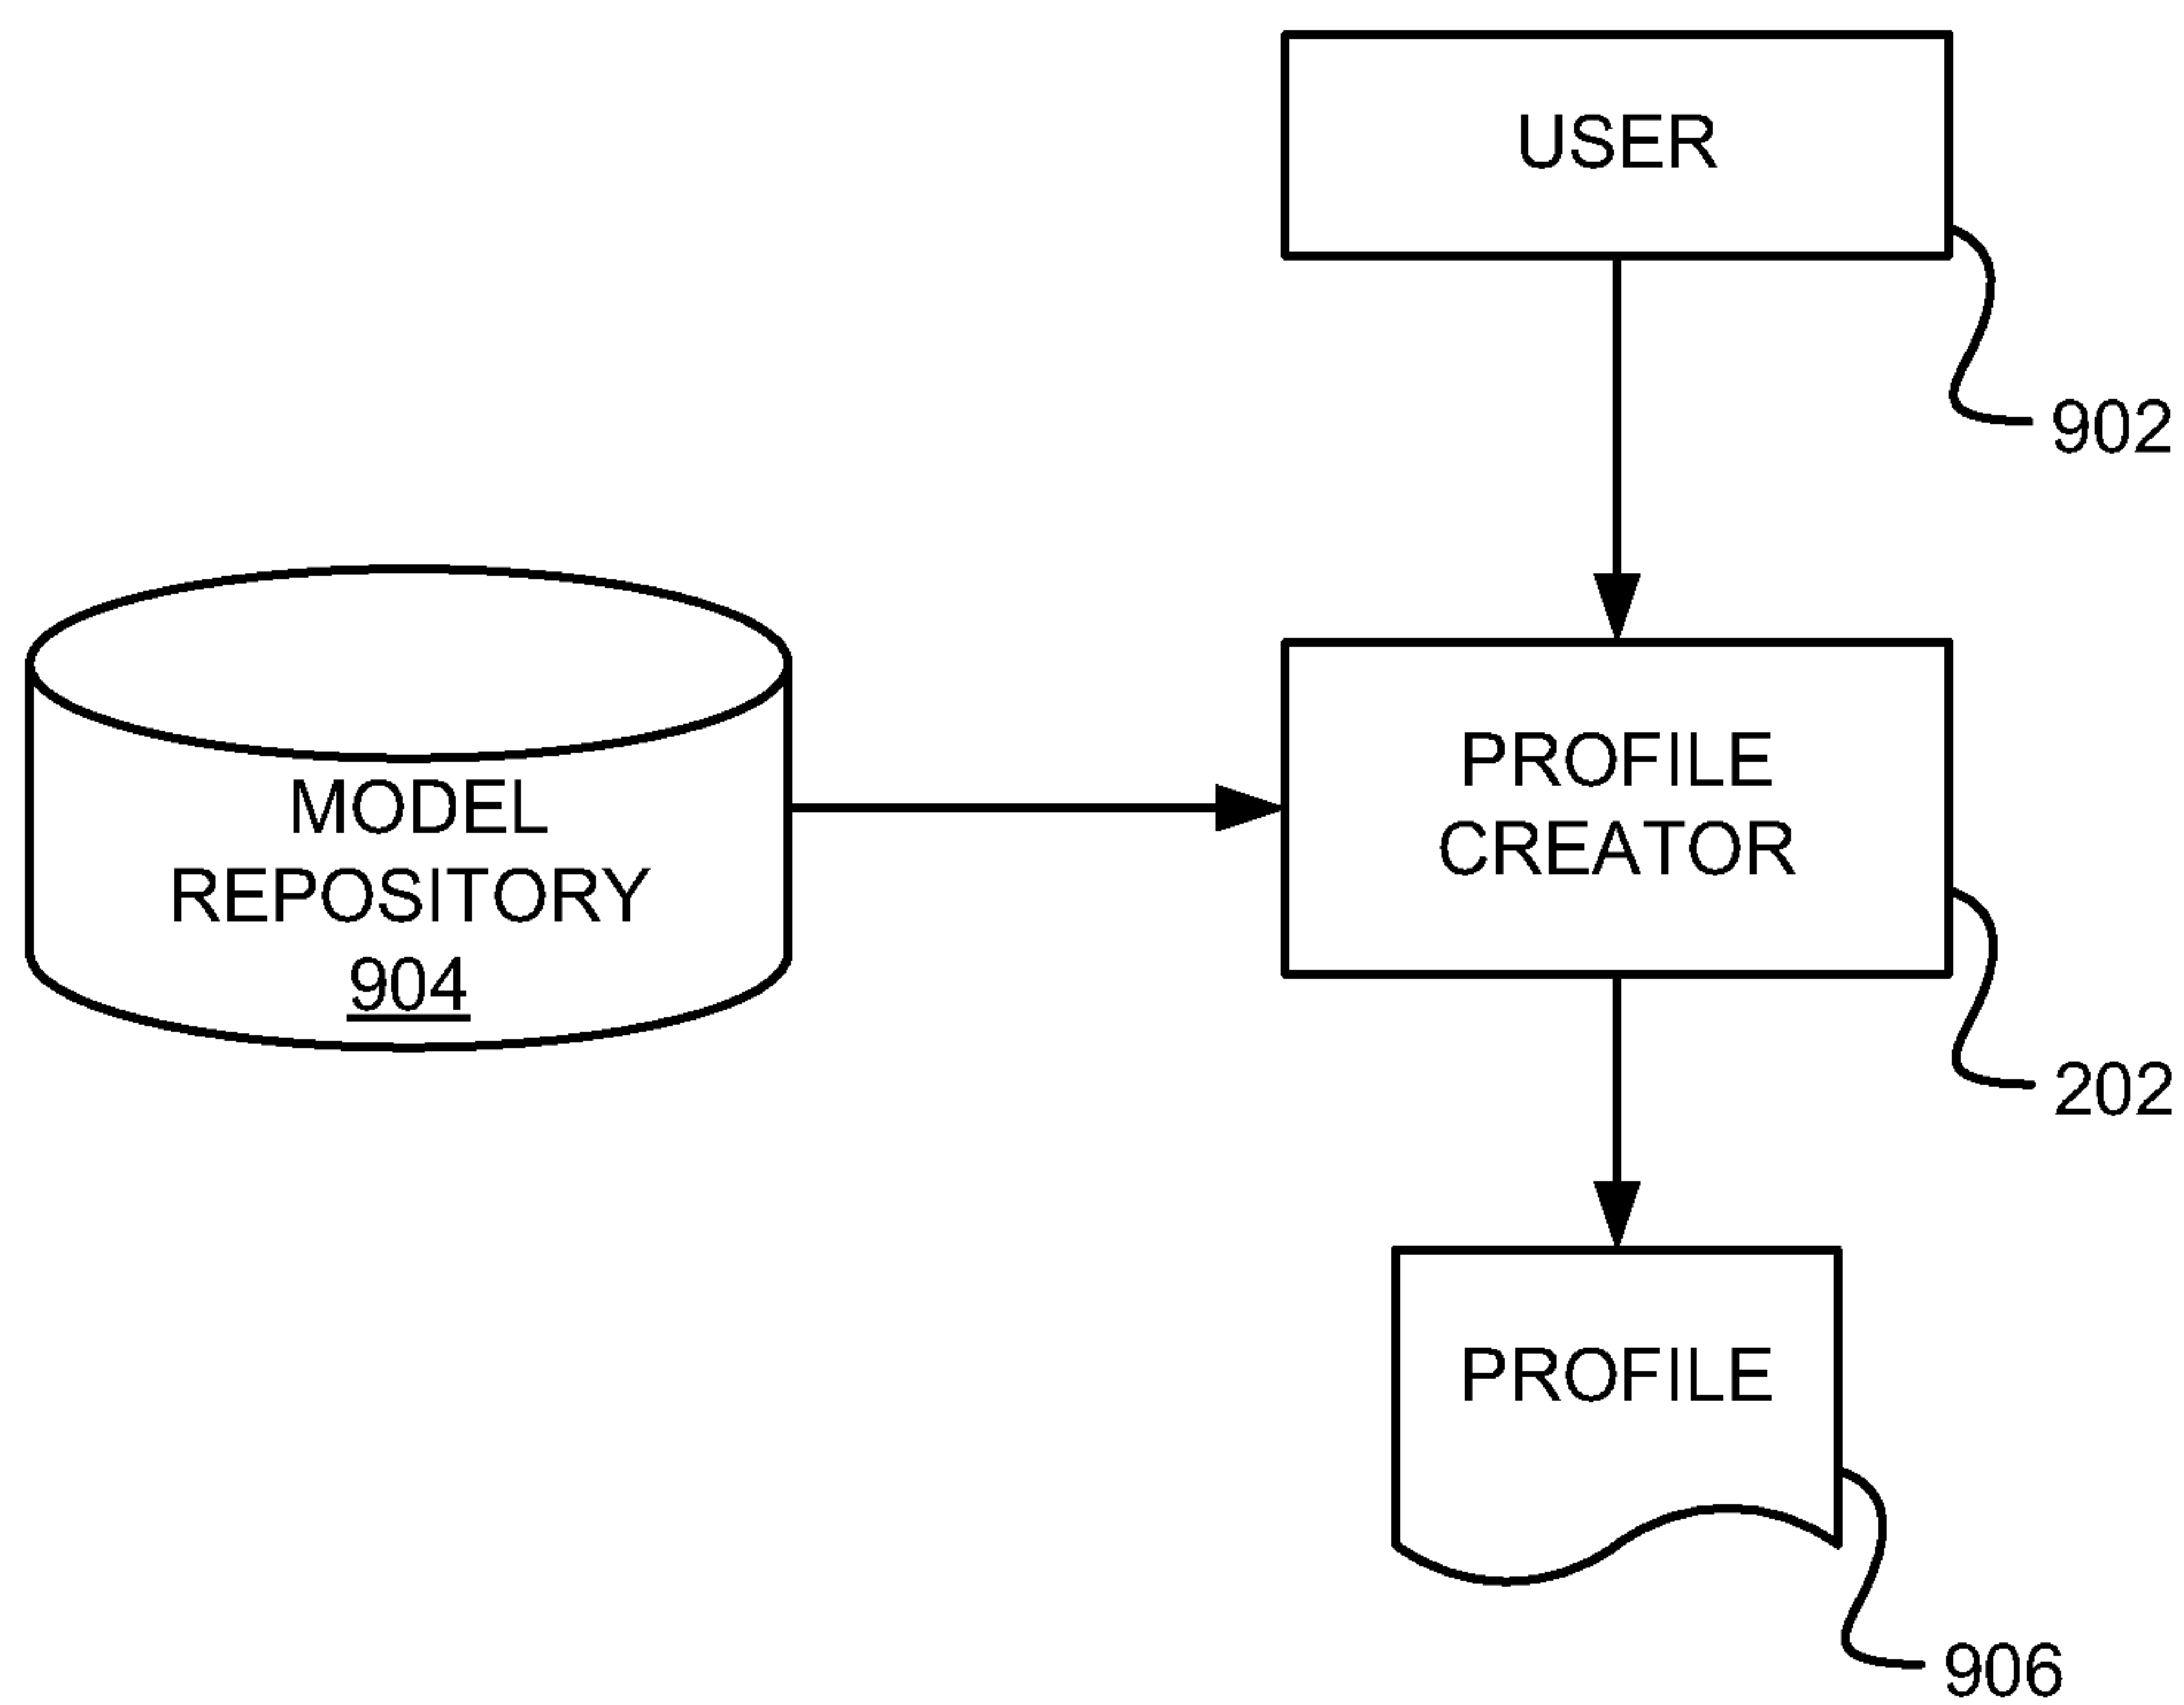 USER
902
MODEL
REPOSITORY
904
PROFILE
CREATOR
202
PROFILE
906